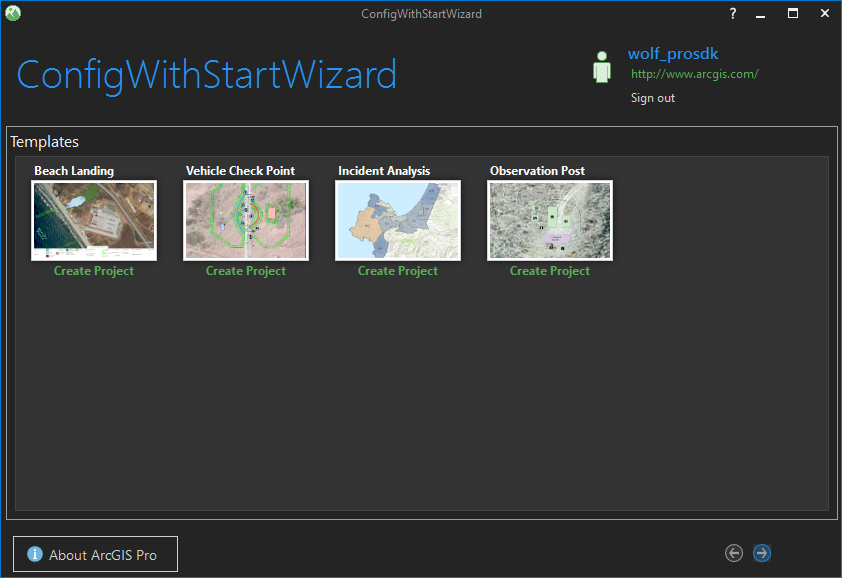 ConfigWithStartWizard
?
ConfigWithStartWizard
wolf_prosdk
http://www.arcgis.com/
Sign out
Templates
Beach Landing
Vehicle Check Point
Incident Analysis
Observation Post
Create Project
Create Project
Create Project
Create Project
i About ArcGIS Pro